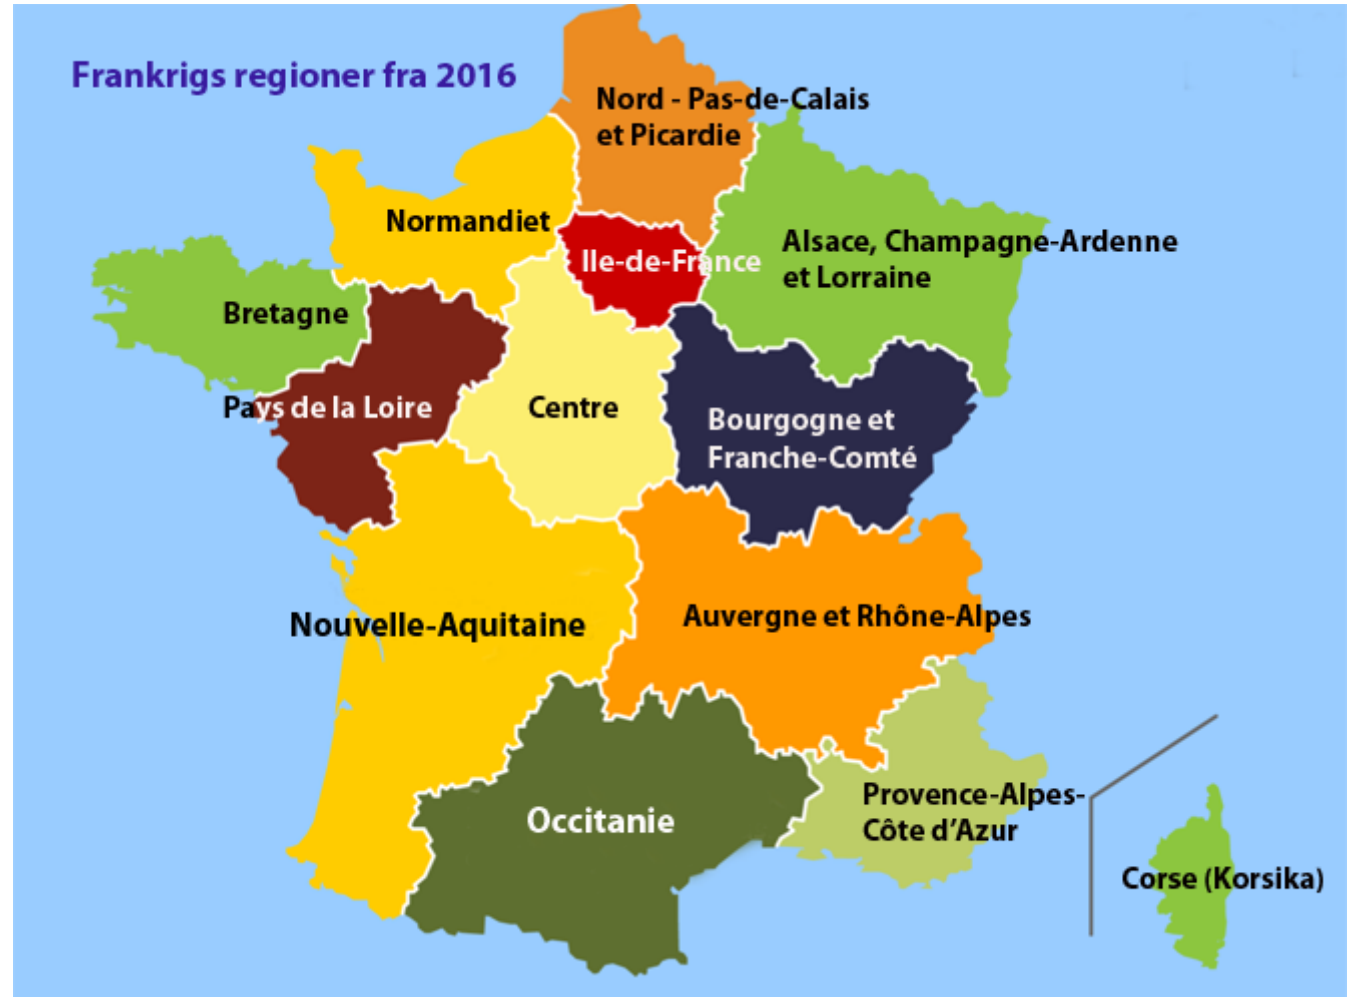 Frankrigs regioner fra 2016
Nord - Pas-de-Calais
et Picardie
Normandiet
Alsace, Champagne-Ardenne
et Lorraine
Ile-de-France
Bretagne
Pays de la Loire
Centre
Bourgogne et
Franche-Comté
Nouvelle-Aquitaine
Auvergne et Rhône-Alpes
Occitanie
Provence-Alpes-
Côte d'Azur
Corse (Korsika)